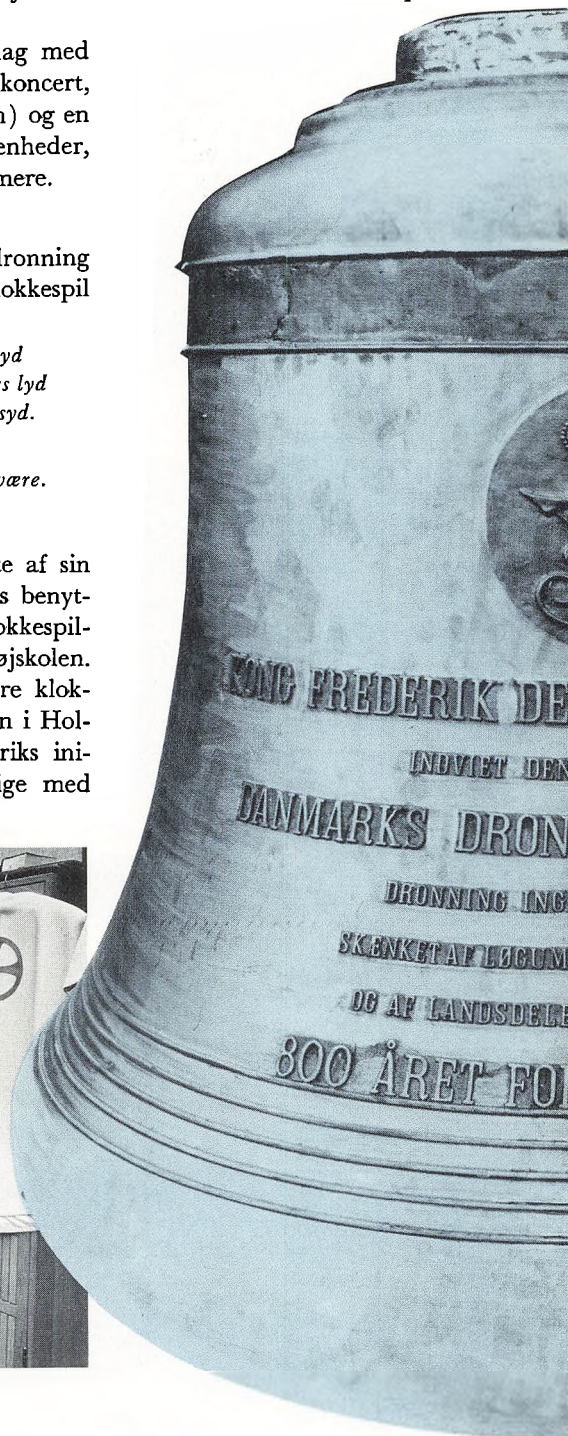 ag med
koncert,
) og en
enheder,
mere.
dronning
okkespil
yd
s lyd
syd.
være.
e af sin
s benyt-
okkespil-
øjskolen.
re klok-
n i Hol-
riks ini-
ige med
KONG FREDERIK DE
INDVIET DEN
DANMARKS DRON
DRONNING ING
SKÆNKET AF LØGUM
OG AF LANDSDELE
800 ÅRET FO